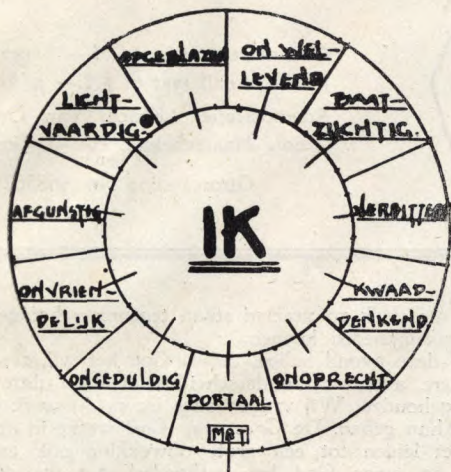 OPGEBLAZEN
ONWEL-
LEVEND
BAAT-
ZUCHTIG.
VERBITTERD
KWAAD-
DENKEND
ONOPRECHT
PORTAAL
MAT
ONGEDULDIG
ONVRIEN-
DELIJK
AFGUNSTIG
LICHT-
VAARDIG
IK